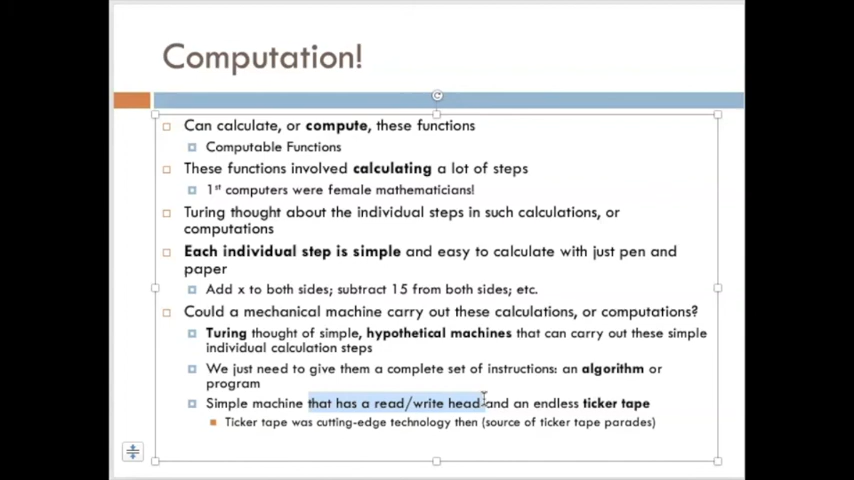 Computation!
Can calculate, or compute, these functions
Computable Functions
These functions involved calculating a lot of steps
1st computers were female mathematicians!
Turing thought about the individual steps in such calculations, or
computations
Each individual step is simple and easy to calculate with just pen and
paper
Add x to both sides; subtract 15 from both sides; etc.
Could a mechanical machine carry out these calculations, or computations?
Turing thought of simple, hypothetical machines that can carry out these simple
individual calculation steps
We just need to give them a complete set of instructions: an algorithm or
program
Simple machine that has a read/write head and an endless ticker tape
Ticker tape was cutting-edge technology then (source of ticker tape parades)